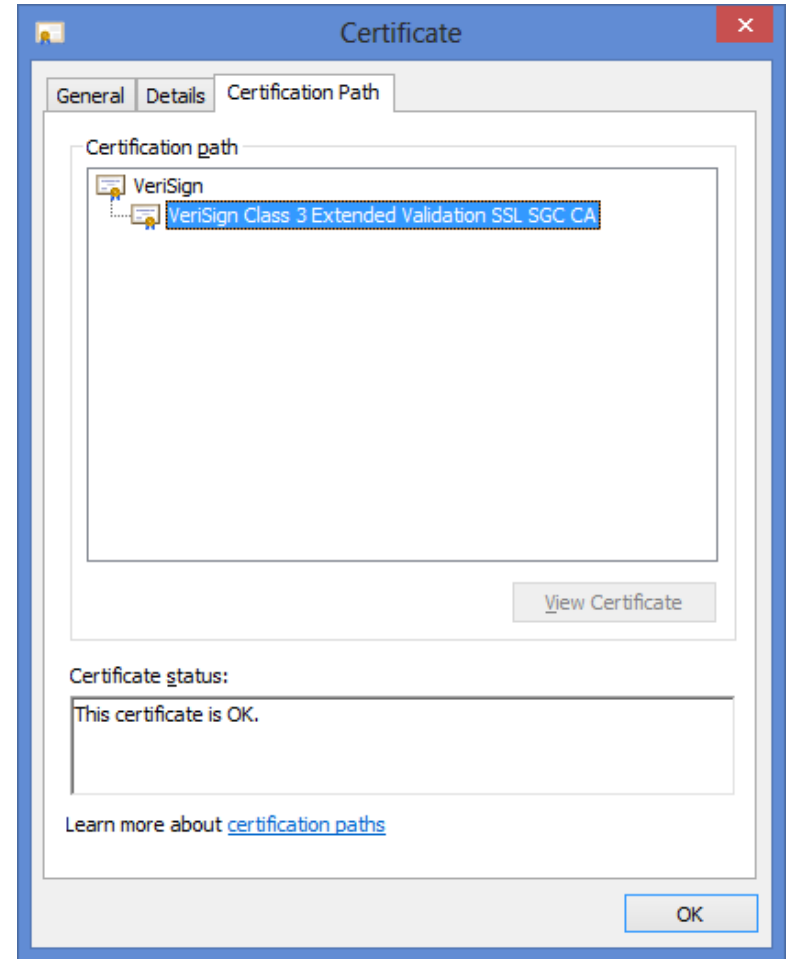 Certificate
General Details Certification Path
Certification path
VeriSign
VeriSign Class 3 Extended Validation SSL SGC CA
View Certificate
Certificate status:
This certificate is OK.
Learn more about certification paths
OK